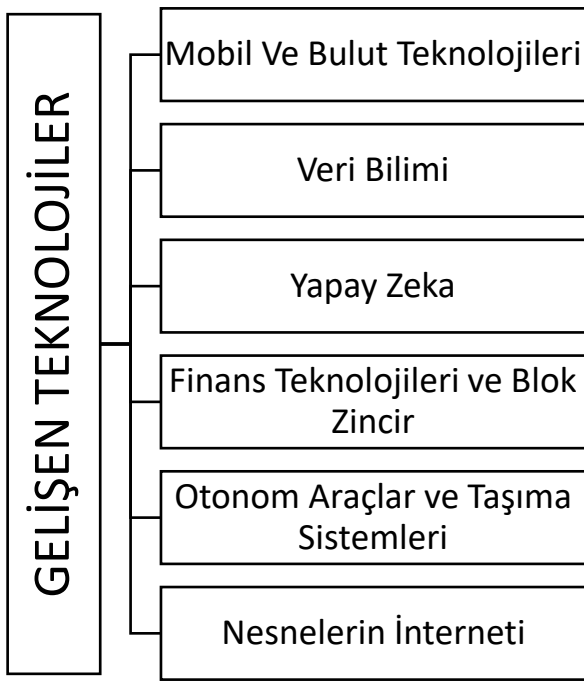 GELİŞEN TEKNOLOJİLER
Mobil Ve Bulut Teknolojileri
Veri Bilimi
Yapay Zeka
Finans Teknolojileri ve Blok
Zincir
Otonom Araçlar ve Taşıma
Sistemleri
Nesnelerin İnterneti